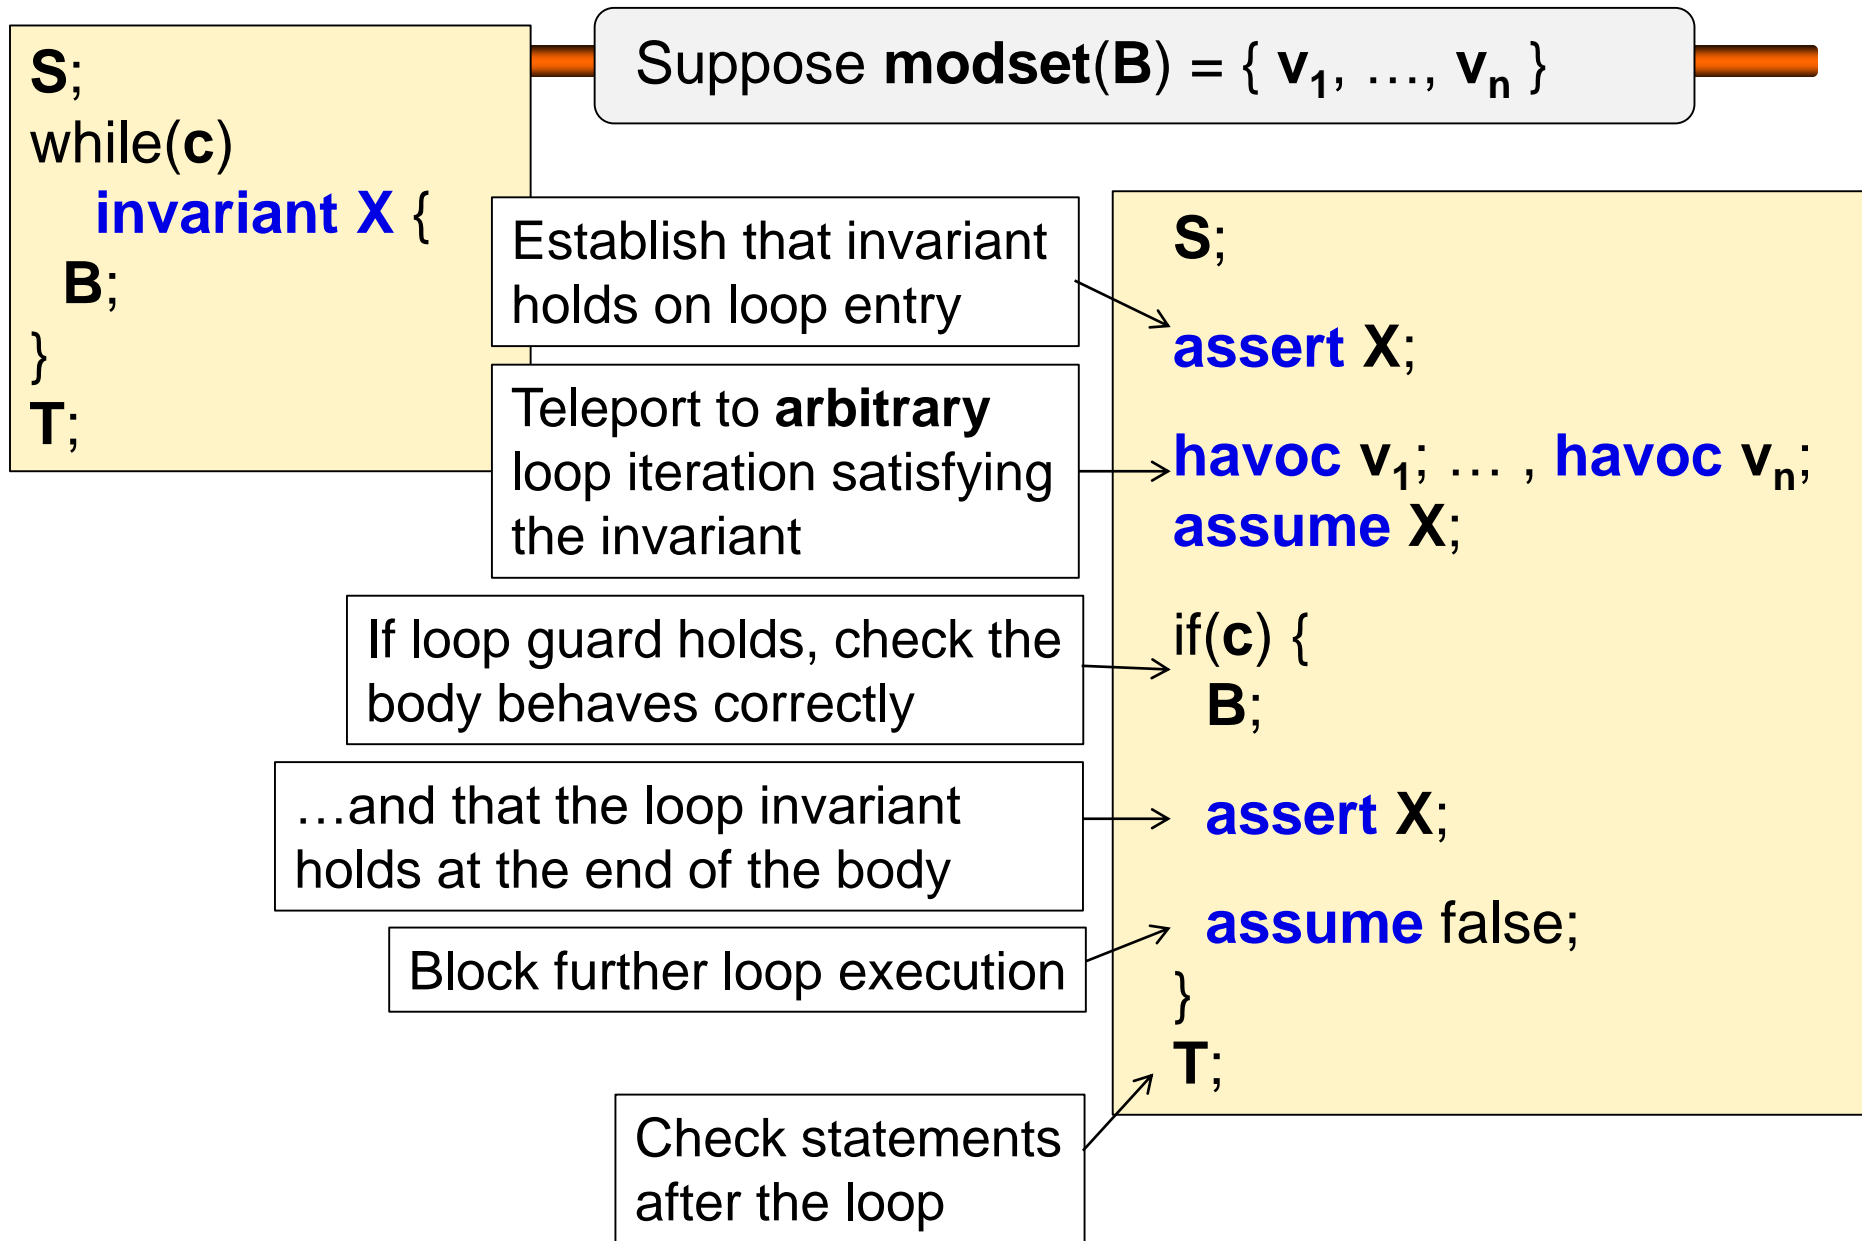 S;
while(c)
invariant X {
B;
}
T;
Suppose modset(B) = { v₁, …, vₙ }
Establish that invariant
holds on loop entry
Teleport to arbitrary
loop iteration satisfying
the invariant
If loop guard holds, check the
body behaves correctly
…and that the loop invariant
holds at the end of the body
Block further loop execution
Check statements
after the loop
S;
assert X;
havoc v₁; … , havoc vₙ;
assume X;
if(c) {
B;
assert X;
assume false;
}
T;